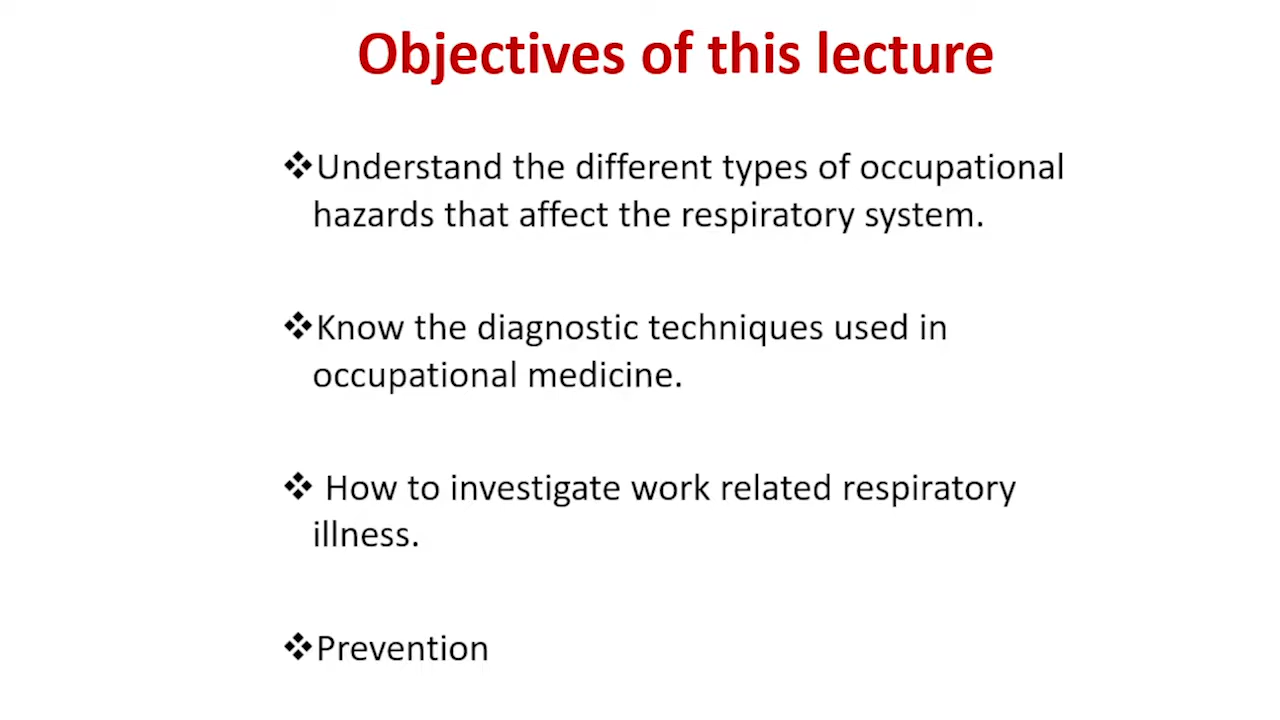 Objectives of this lecture
❖Understand the different types of occupational
hazards that affect the respiratory system.
❖Know the diagnostic techniques used in
occupational medicine.
❖ How to investigate work related respiratory
illness.
❖Prevention